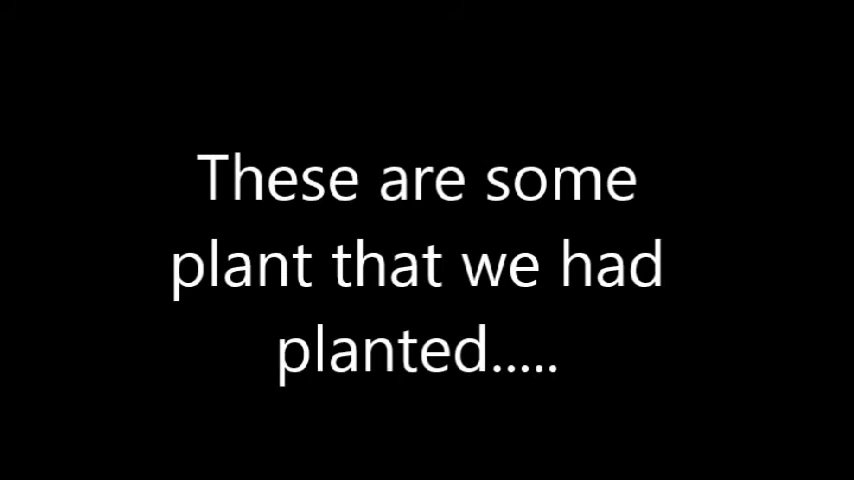 These are some
plant that we had
planted.....